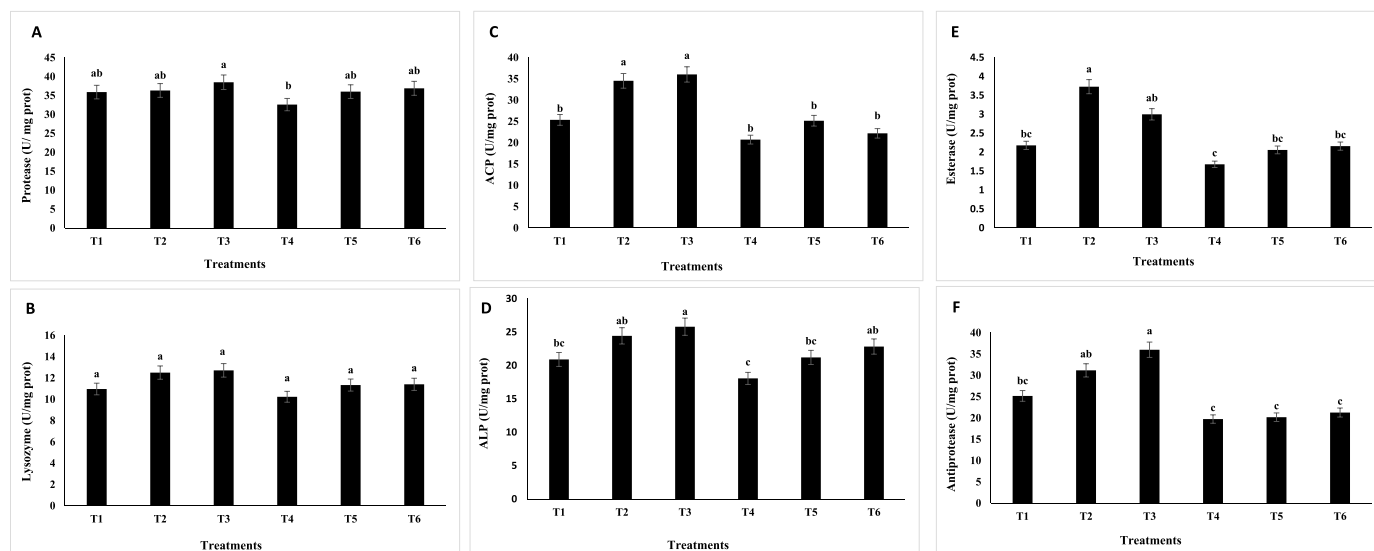 A
Protease (U/ mg prot)
45
40
35
30
25
20
15
10
5
0
ab ab a b ab ab
T1 T2 T3 T4 T5 T6
Treatments
B
Lysozyme (U/mg prot)
16
14
12
10
8
6
4
2
0
a a a a a a
T1 T2 T3 T4 T5 T6
Treatments
C
ACP (U/mg prot)
40
35
30
25
20
15
10
5
0
b a a b b b
T1 T2 T3 T4 T5 T6
Treatments
D
ALP (U/mg prot)
30
25
20
15
10
5
0
bc ab a c bc ab
T1 T2 T3 T4 T5 T6
Treatments
E
Esterase (U/mg prot)
4.5
4
3.5
3
2.5
2
1.5
1
0.5
0
bc a ab c bc bc
T1 T2 T3 T4 T5 T6
Treatments
F
Antiprotease (U/mg prot)
40
35
30
25
20
15
10
5
0
bc ab a c c c
T1 T2 T3 T4 T5 T6
Treatments